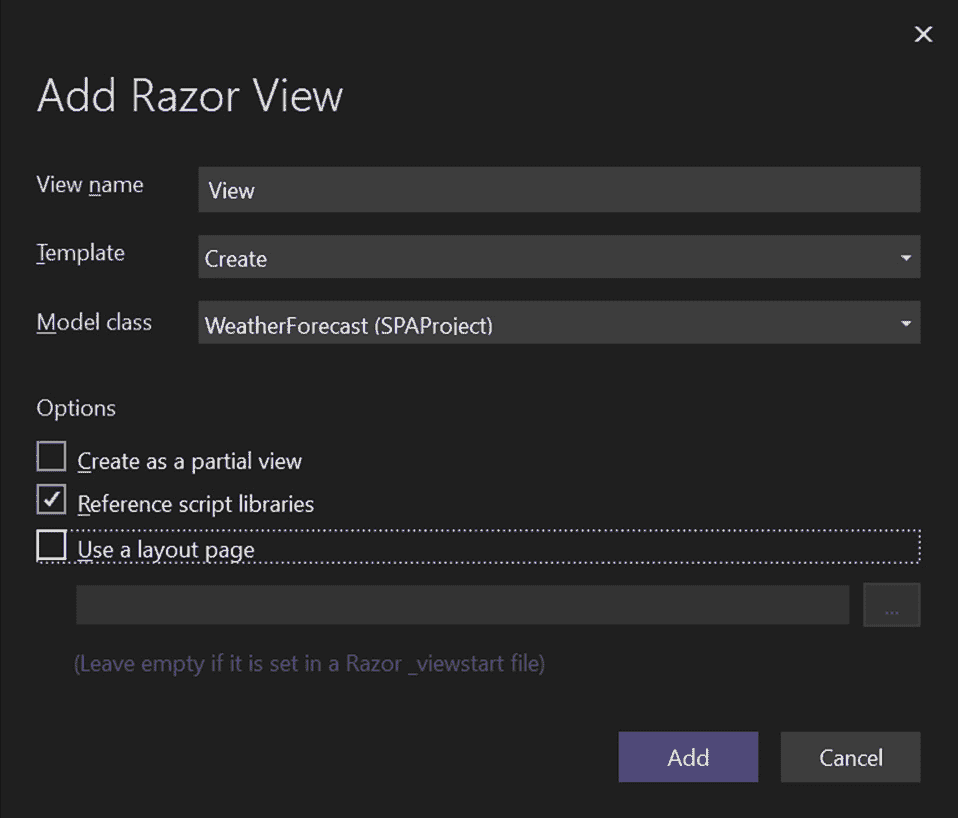 Add Razor View
View name
View
Template
Create
Model class
WeatherForecast (SPAProject)
Options
Create as a partial view
Reference script libraries
Use a layout page
...
(Leave empty if it is set in a Razor _viewstart file)
Add
Cancel